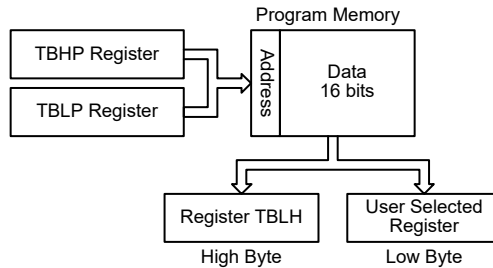 Program Memory
TBHP Register
TBLP Register
Address
Data
16 bits
Register TBLH
User Selected
Register
High Byte
Low Byte